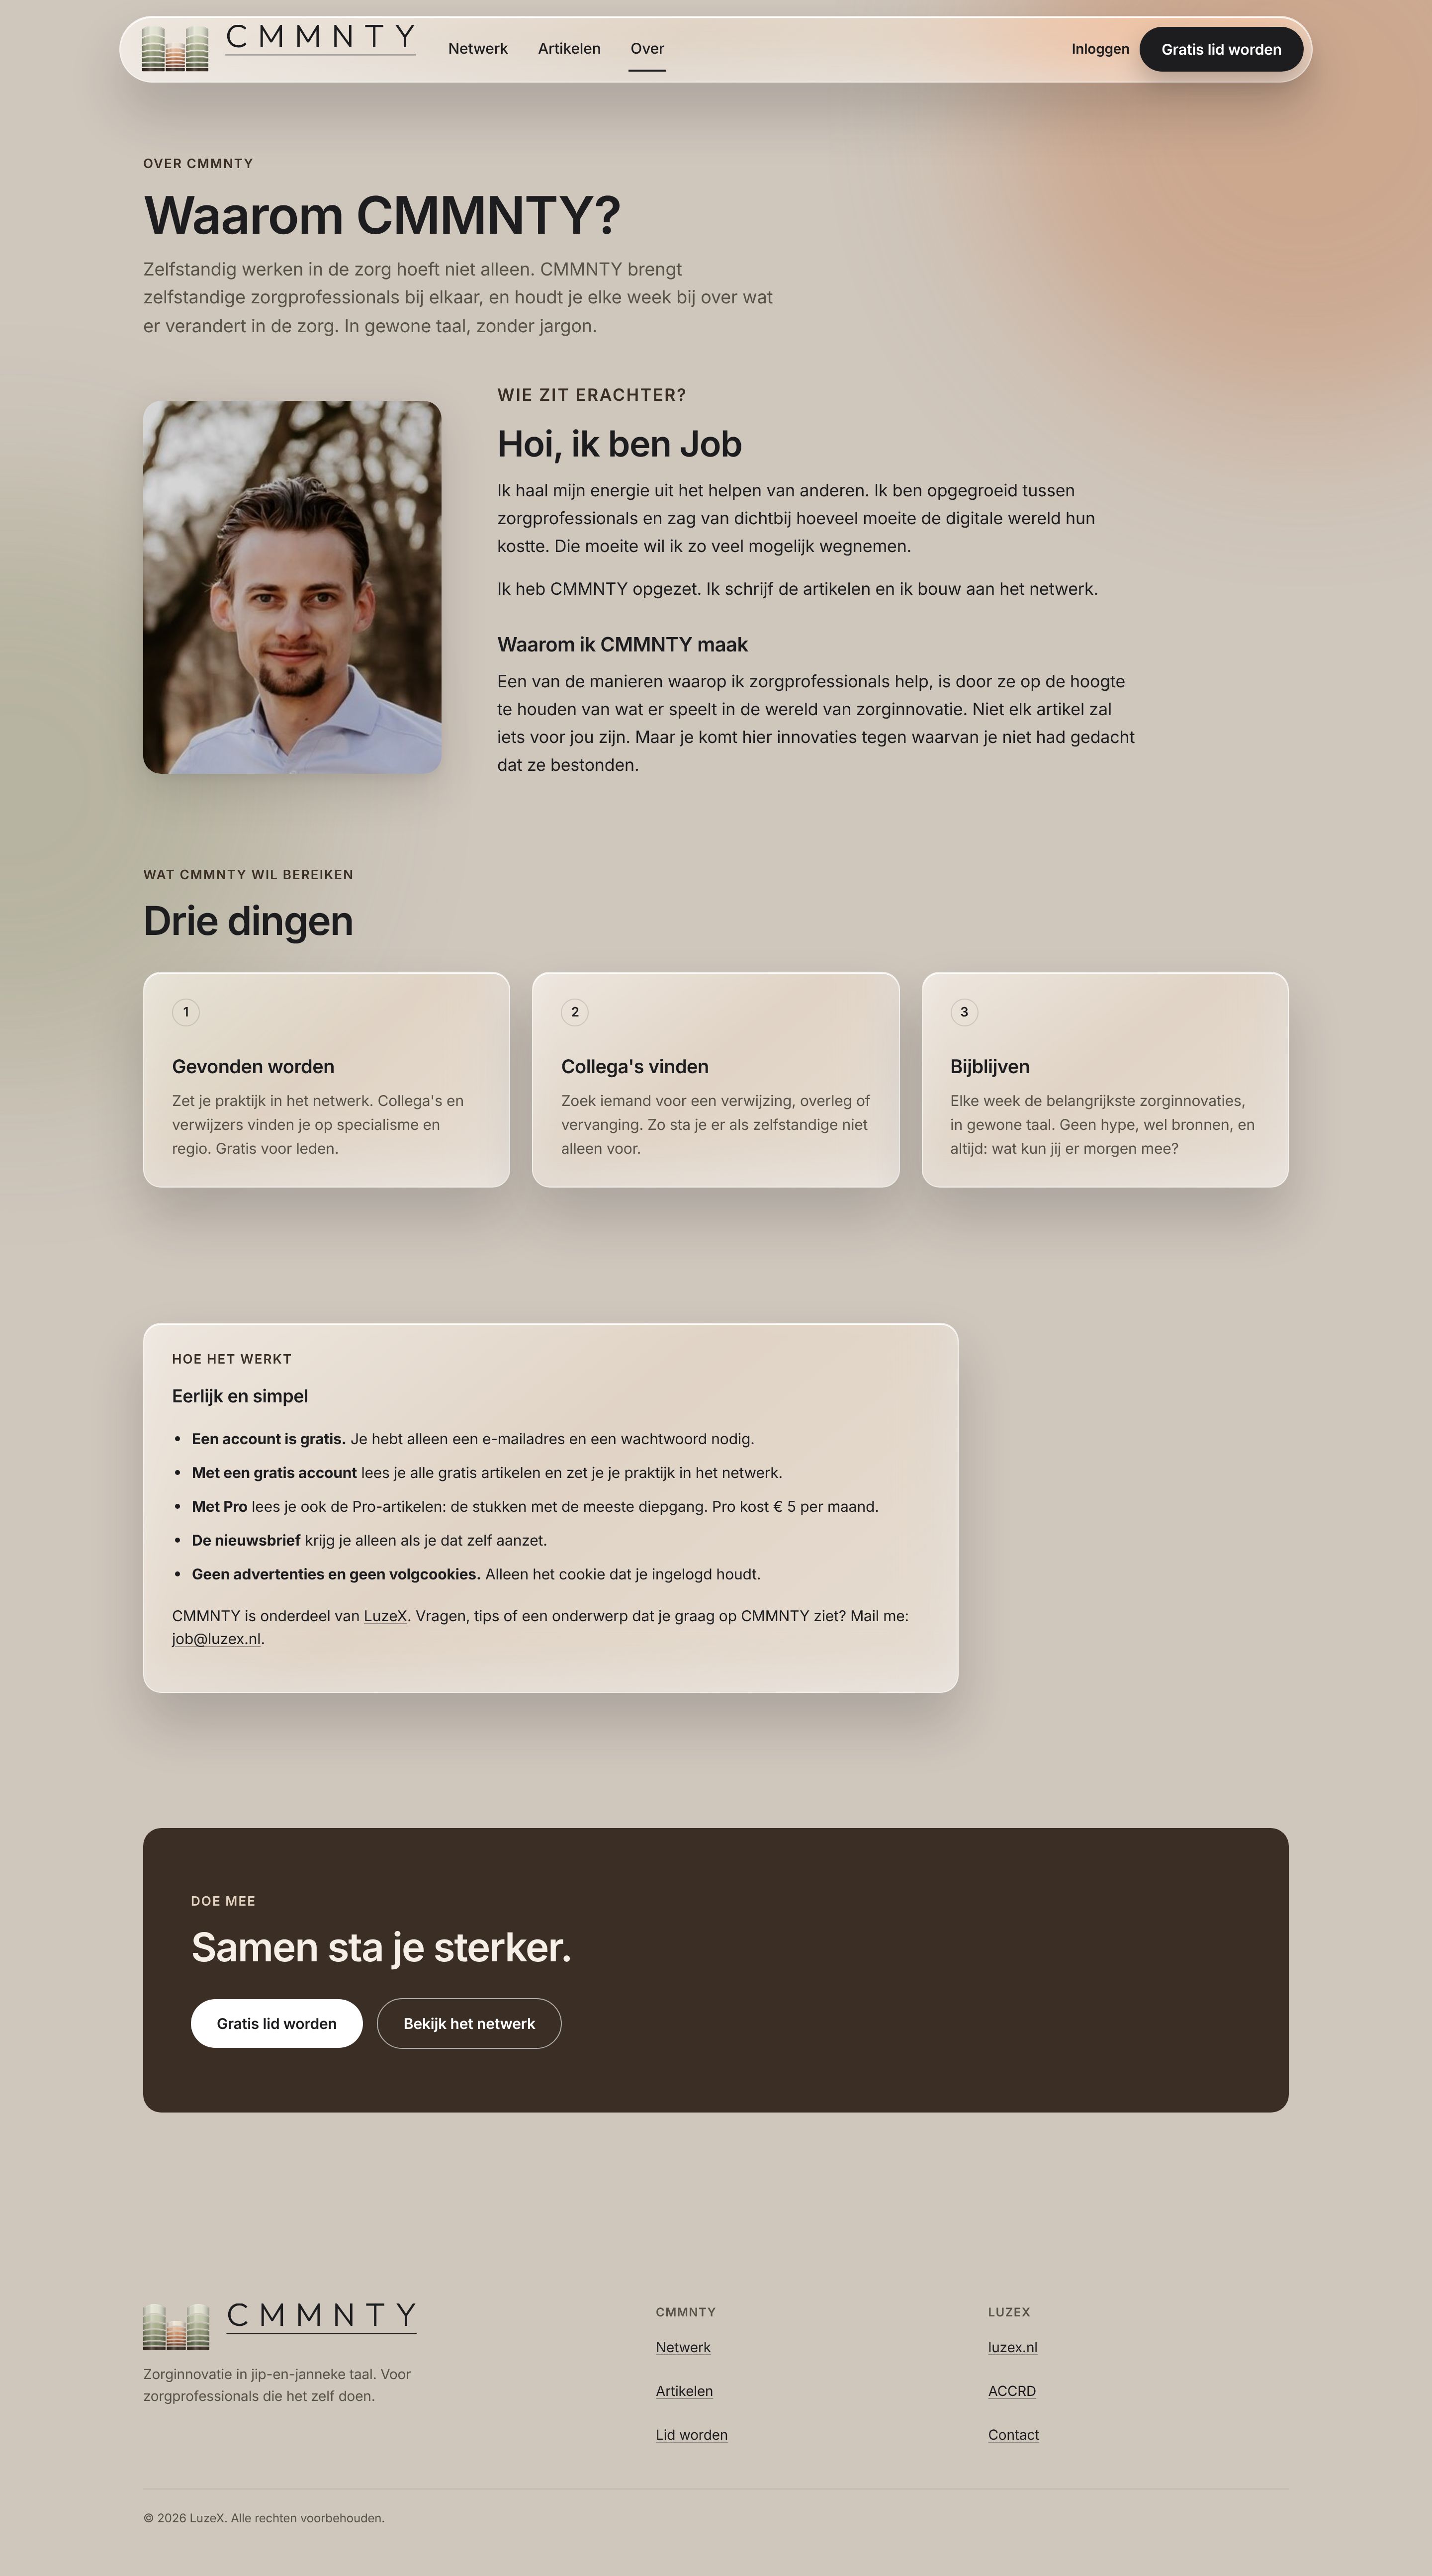 CMMNTY
Netwerk
Artikelen
Over
Inloggen
Gratis lid worden
OVER CMMNTY
Waarom CMMNTY?
Zelfstandig werken in de zorg hoeft niet alleen. CMMNTY brengt
zelfstandige zorgprofessionals bij elkaar, en houdt je elke week bij over wat
er verandert in de zorg. In gewone taal, zonder jargon.
WIE ZIT ERACHTER?
Hoi, ik ben Job
Ik haal mijn energie uit het helpen van anderen. Ik ben opgegroeid tussen
zorgprofessionals en zag van dichtbij hoeveel moeite de digitale wereld hun
kostte. Die moeite wil ik zo veel mogelijk wegnemen.
Ik heb CMMNTY opgezet. Ik schrijf de artikelen en ik bouw aan het netwerk.
Waarom ik CMMNTY maak
Een van de manieren waarop ik zorgprofessionals help, is door ze op de hoogte
te houden van wat er speelt in de wereld van zorginnovatie. Niet elk artikel zal
iets voor jou zijn. Maar je komt hier innovaties tegen waarvan je niet had gedacht
dat ze bestonden.
WAT CMMNTY WIL BEREIKEN
Drie dingen
1
Gevonden worden
Zet je praktijk in het netwerk. Collega's en
verwijzers vinden je op specialisme en
regio. Gratis voor leden.
2
Collega's vinden
Zoek iemand voor een verwijzing, overleg of
vervanging. Zo sta je er als zelfstandige niet
alleen voor.
3
Bijblijven
Elke week de belangrijkste zorginnovaties,
in gewone taal. Geen hype, wel bronnen, en
altijd: wat kun jij er morgen mee?
HOE HET WERKT
Eerlijk en simpel
• Een account is gratis. Je hebt alleen een e-mailadres en een wachtwoord nodig.
• Met een gratis account lees je alle gratis artikelen en zet je je praktijk in het netwerk.
• Met Pro lees je ook de Pro-artikelen: de stukken met de meeste diepgang. Pro kost € 5 per maand.
• De nieuwsbrief krijg je alleen als je dat zelf aanzet.
• Geen advertenties en geen volgcookies. Alleen het cookie dat je ingelogd houdt.
CMMNTY is onderdeel van LuzeX. Vragen, tips of een onderwerp dat je graag op CMMNTY ziet? Mail me:
job@luzex.nl.
DOE MEE
Samen sta je sterker.
Gratis lid worden
Bekijk het netwerk
CMMNTY
Zorginnovatie in jip-en-janneke taal. Voor
zorgprofessionals die het zelf doen.
CMMNTY
Netwerk
Artikelen
Lid worden
LUZEX
luzex.nl
ACCRD
Contact
© 2026 LuzeX. Alle rechten voorbehouden.